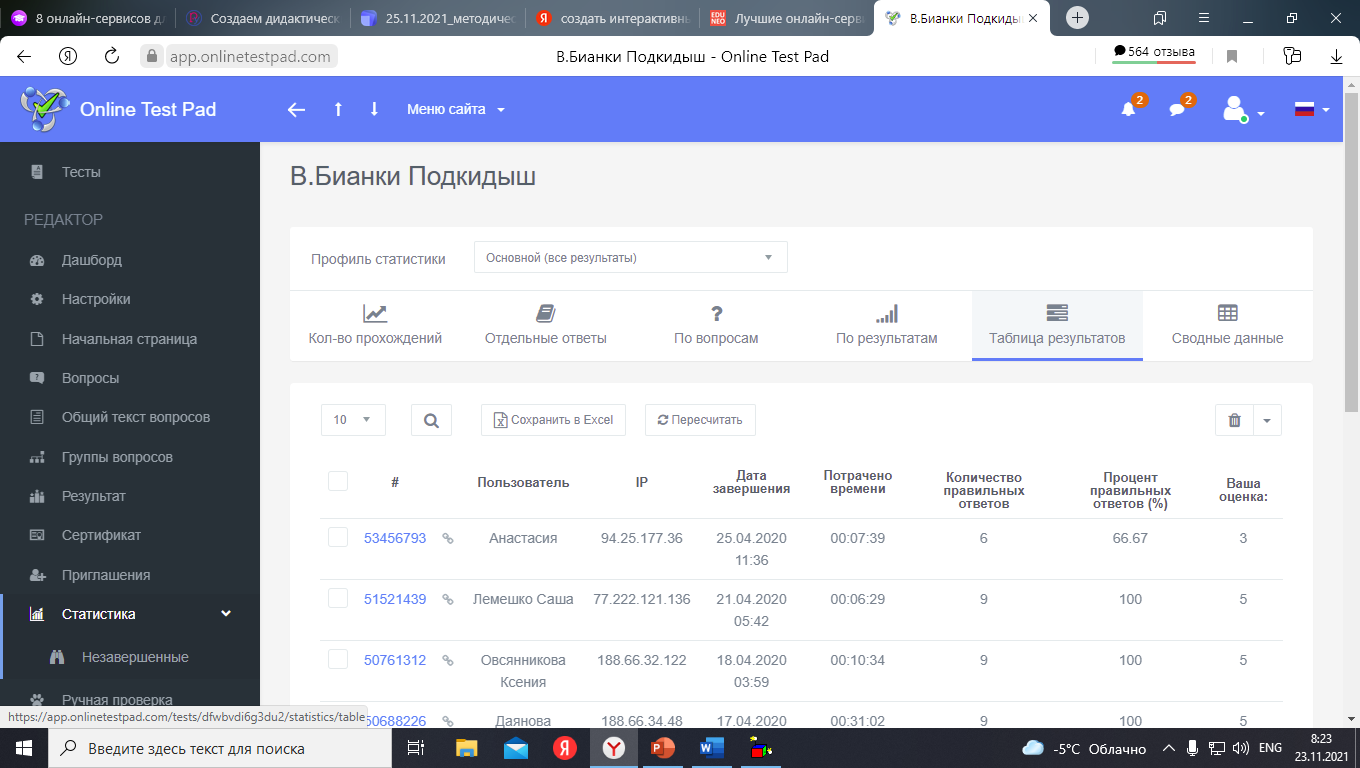 8 онлайн-сервисов д
Создаем дидактическ
25.11.2021_методичес
создать интерактивны
Лучшие онлайн-серв
В.Бианки Подкидыш
app.onlinetestpad.com
В.Бианки Подкидыш - Online Test Pad
564 отзыва
Online Test Pad
Меню сайта
2
2
Тесты
РЕДАКТОР
Дашборд
Настройки
Начальная страница
Вопросы
Общий текст вопросов
Группы вопросов
Результат
Сертификат
Приглашения
Статистика
Незавершенные
Ручная проверка
https://app.onlinetestpad.com/tests/dfwbvdi6g3du2/statistics/table
В.Бианки Подкидыш
Профиль статистики
Основной (все результаты)
Кол-во прохождений
Отдельные ответы
По вопросам
По результатам
Таблица результатов
Сводные данные
10
Сохранить в Excel
Пересчитать
# Пользователь IP Дата завершения Потрачено времени Количество правильных ответов Процент правильных ответов (%) Ваша оценка:
53456793 Анастасия 94.25.177.36 25.04.2020 00:07:39 6 66.67 3
11:36
51521439 Лемешко Саша 77.222.121.136 21.04.2020 00:06:29 9 100 5
05:42
50761312 Овсянникова 188.66.32.122 18.04.2020 00:10:34 9 100 5
Ксения 03:59
50688226 Даянова 188.66.34.48 17.04.2020 00:31:02 9 100 5
Введите здесь текст для поиска
-5°C Облачно
ENG
8:23
23.11.2021